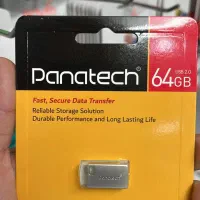 Panatech®
USB 2.0
64GB
Fast, Secure Data Transfer
Reliable Storage Solution
Durable Performance and Long Lasting Life